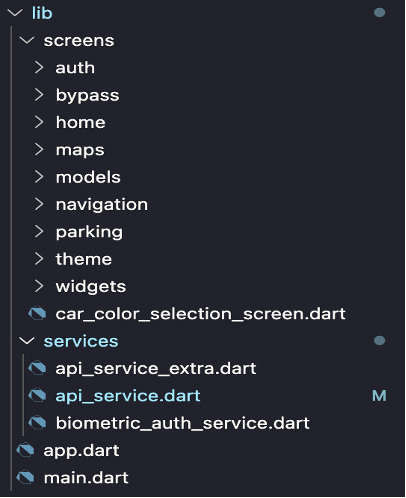 lib
screens
auth
bypass
home
maps
models
navigation
parking
theme
widgets
car_color_selection_screen.dart
services
api_service_extra.dart
api_service.dart M
biometric_auth_service.dart
app.dart
main.dart